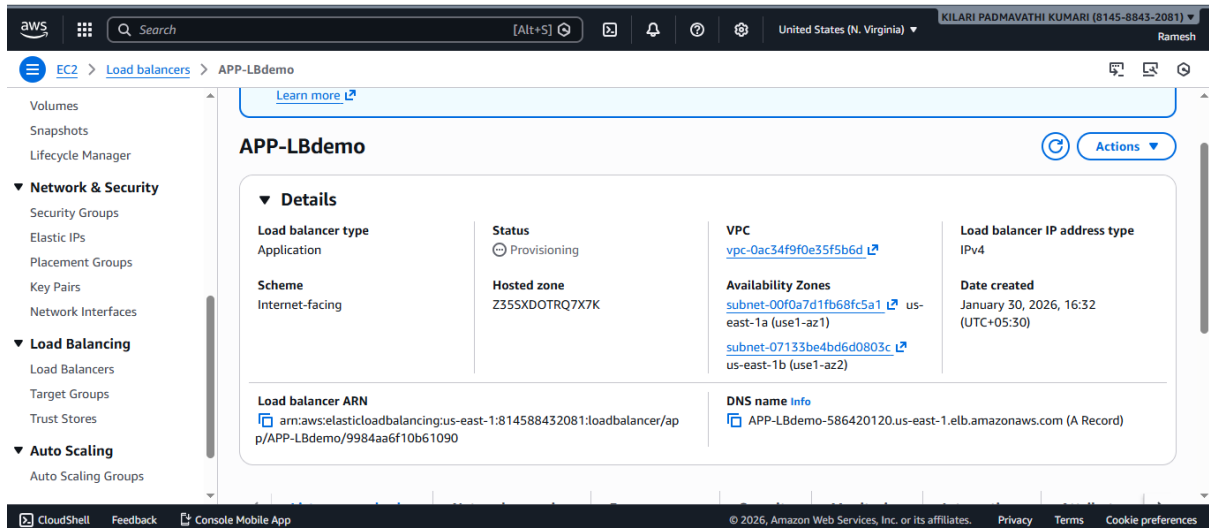 aws
Search
[Alt+S]
United States (N. Virginia) ▼
KILARI PADMAVATHI KUMARI (8145-8843-2081) ▼
Ramesh
EC2 > Load balancers > APP-LBdemo
Volumes
Snapshots
Lifecycle Manager
▼ Network & Security
Security Groups
Elastic IPs
Placement Groups
Key Pairs
Network Interfaces
▼ Load Balancing
Load Balancers
Target Groups
Trust Stores
▼ Auto Scaling
Auto Scaling Groups
Learn more
APP-LBdemo
Actions ▼
▼ Details
Load balancer type
Application
Status
Provisioning
VPC
vpc-0ac34f9f0e35f5b6d
Load balancer IP address type
IPv4
Scheme
Internet-facing
Hosted zone
Z35SXDOTRQ7X7K
Availability Zones
subnet-00f0a7d1fb68fc5a1 us-
east-1a (use1-az1)
subnet-07133be4bd6d0803c
us-east-1b (use1-az2)
Date created
January 30, 2026, 16:32
(UTC+05:30)
Load balancer ARN
arn:aws:elasticloadbalancing:us-east-1:814588432081:loadbalancer/ap
p/APP-LBdemo/9984aa6f10b61090
DNS name Info
APP-LBdemo-586420120.us-east-1.elb.amazonaws.com (A Record)
CloudShell Feedback Console Mobile App
© 2026, Amazon Web Services, Inc. or its affiliates. Privacy Terms Cookie preferences